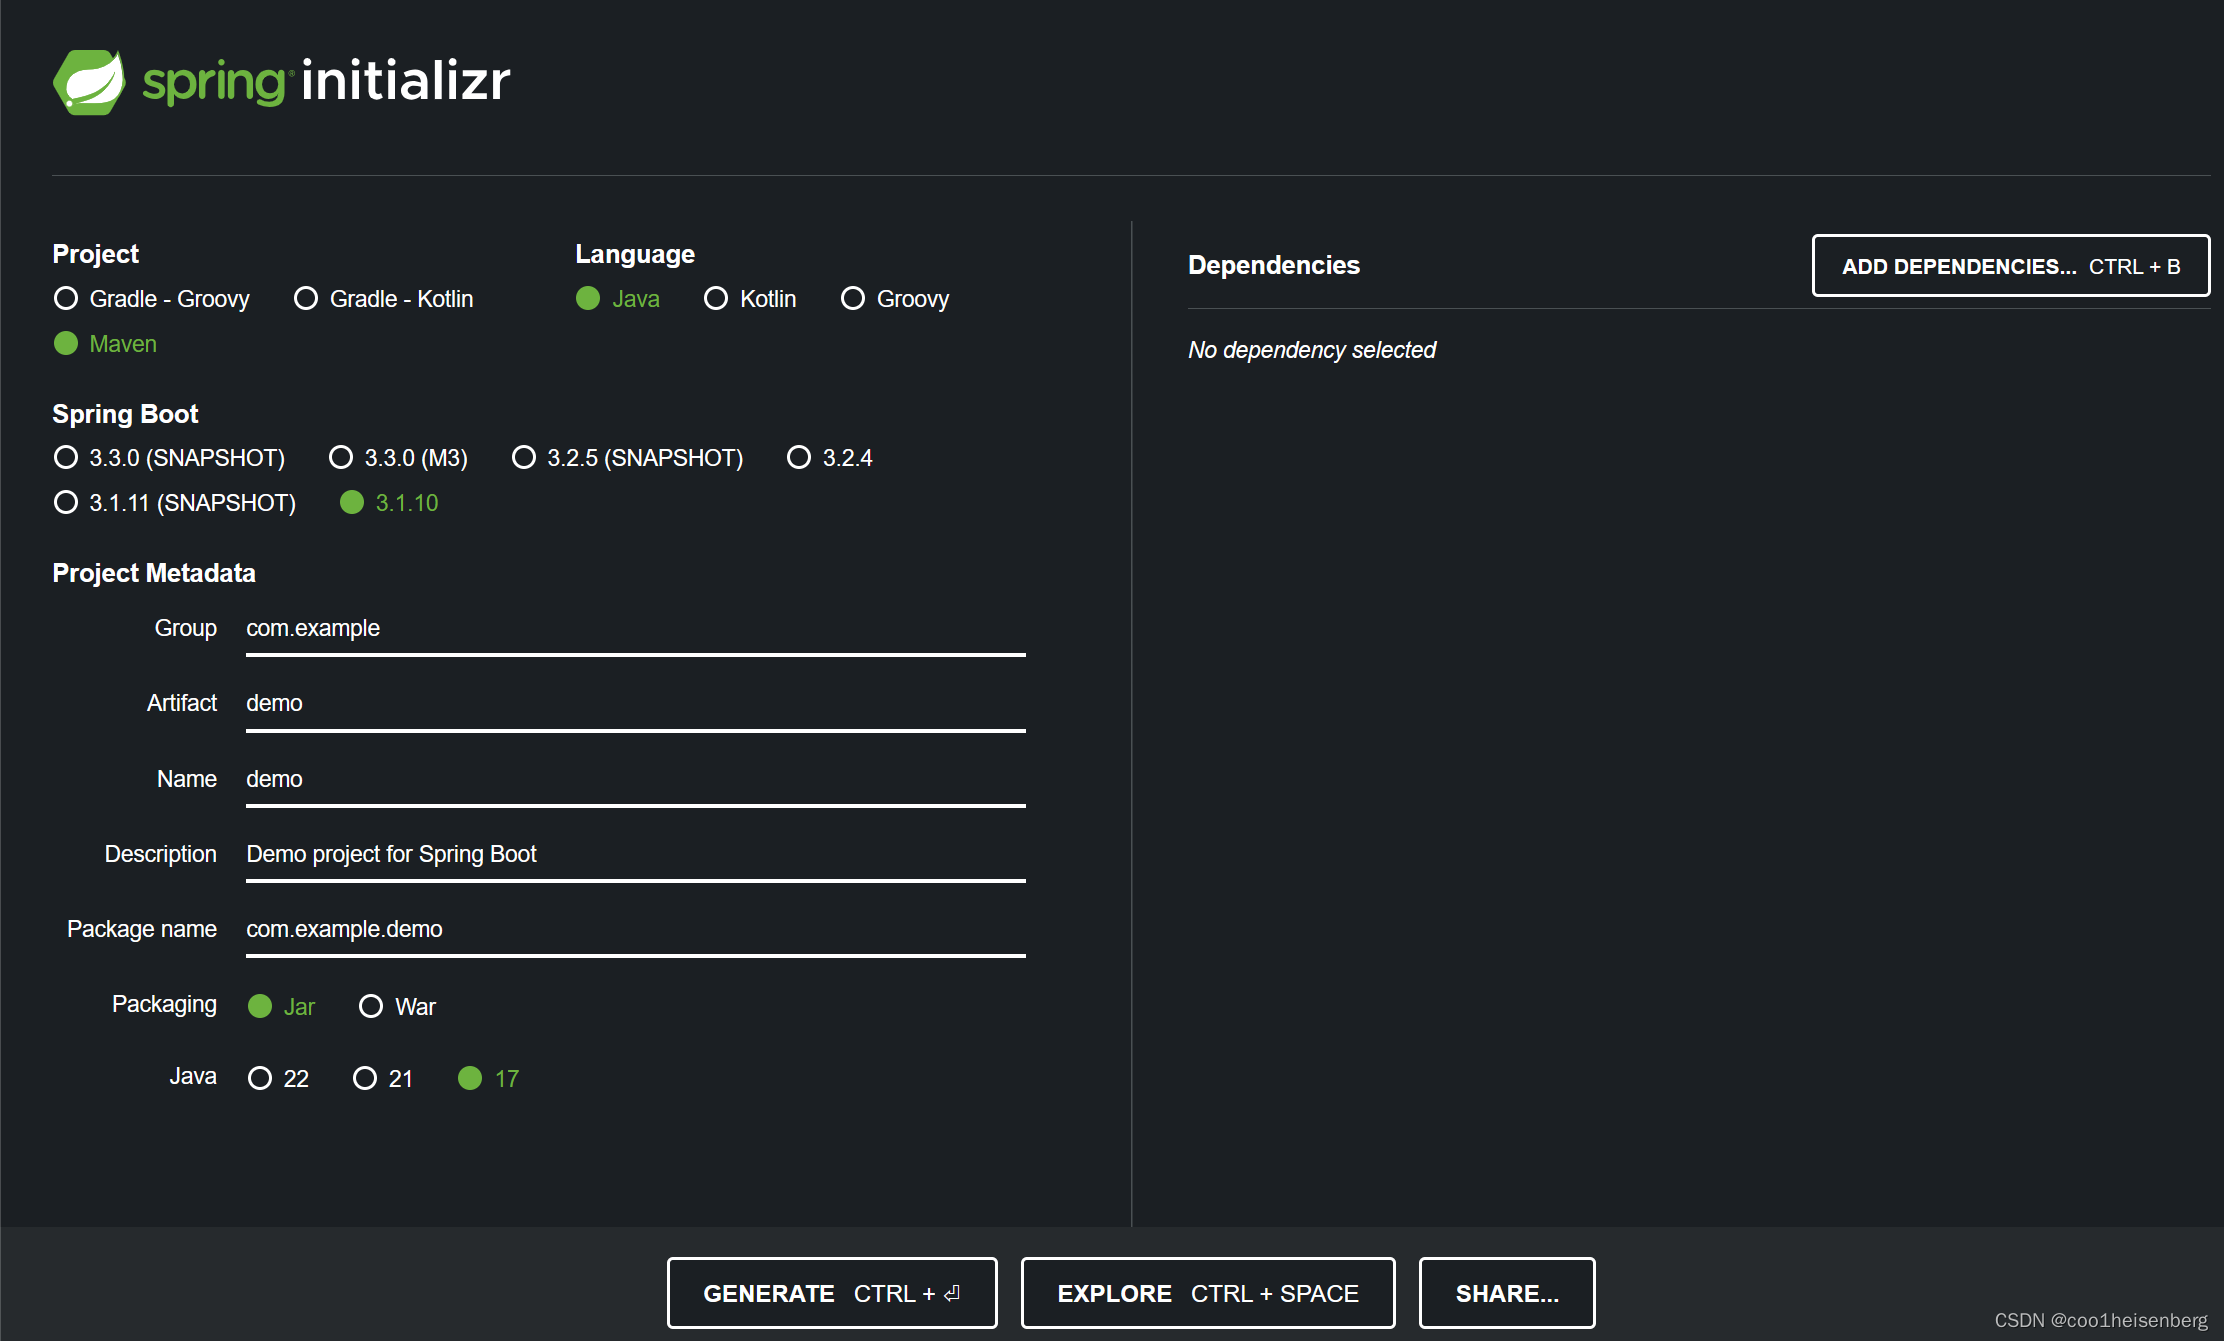 spring initializr
Project
Gradle - Groovy Gradle - Kotlin
Maven
Language
Java Kotlin Groovy
Spring Boot
3.3.0 (SNAPSHOT) 3.3.0 (M3) 3.2.5 (SNAPSHOT) 3.2.4
3.1.11 (SNAPSHOT) 3.1.10
Project Metadata
Group com.example
Artifact demo
Name demo
Description Demo project for Spring Boot
Package name com.example.demo
Packaging Jar War
Java 22 21 17
Dependencies
ADD DEPENDENCIES... CTRL + B
No dependency selected
GENERATE CTRL + ⏎
EXPLORE CTRL + SPACE
SHARE...
CSDN @coo1heisenberg